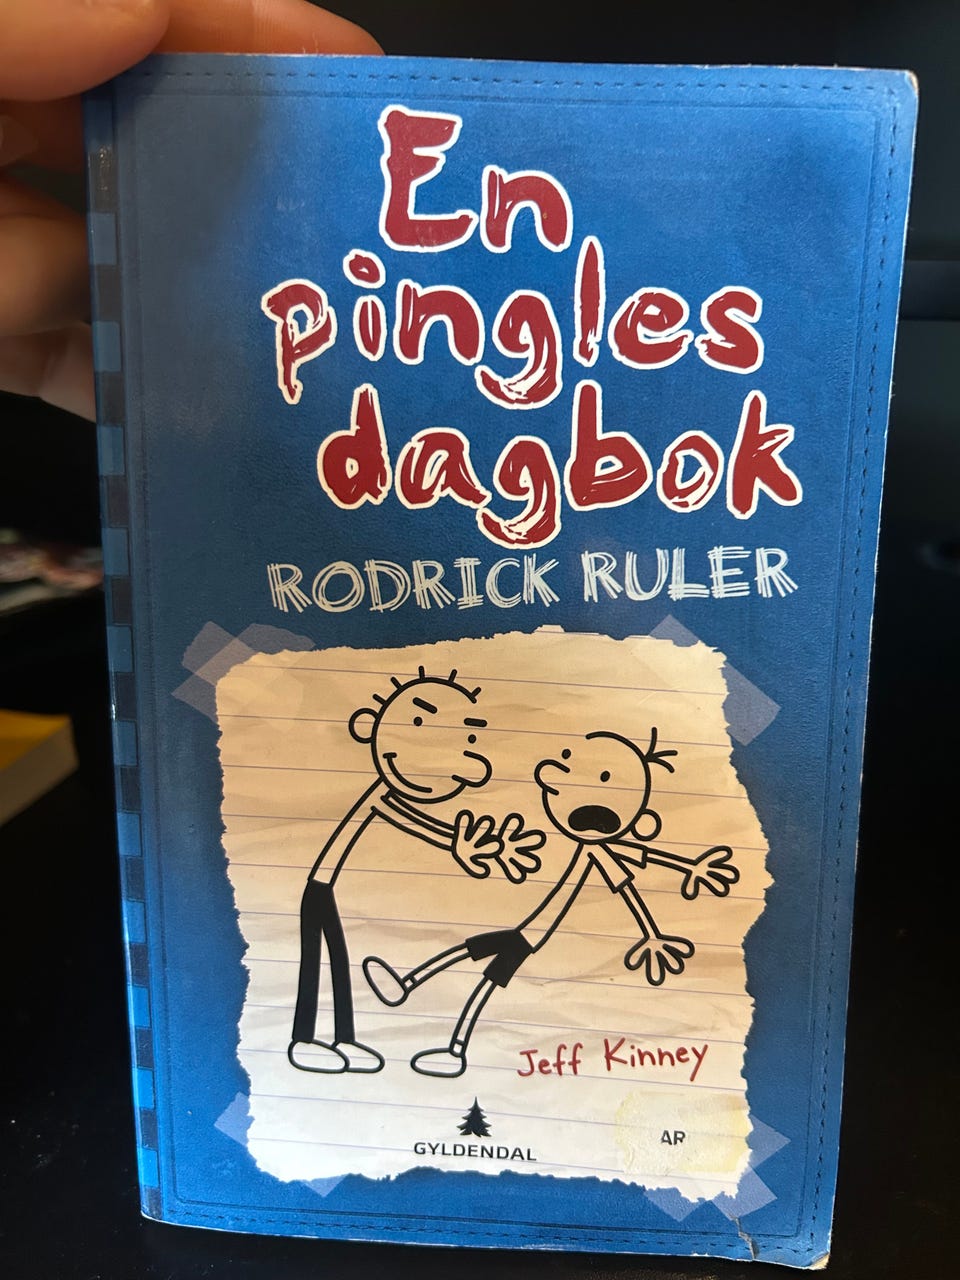 En
pingles
dagbok
RODRICK RULER
Jeff Kinney
GYLDENDAL
AR